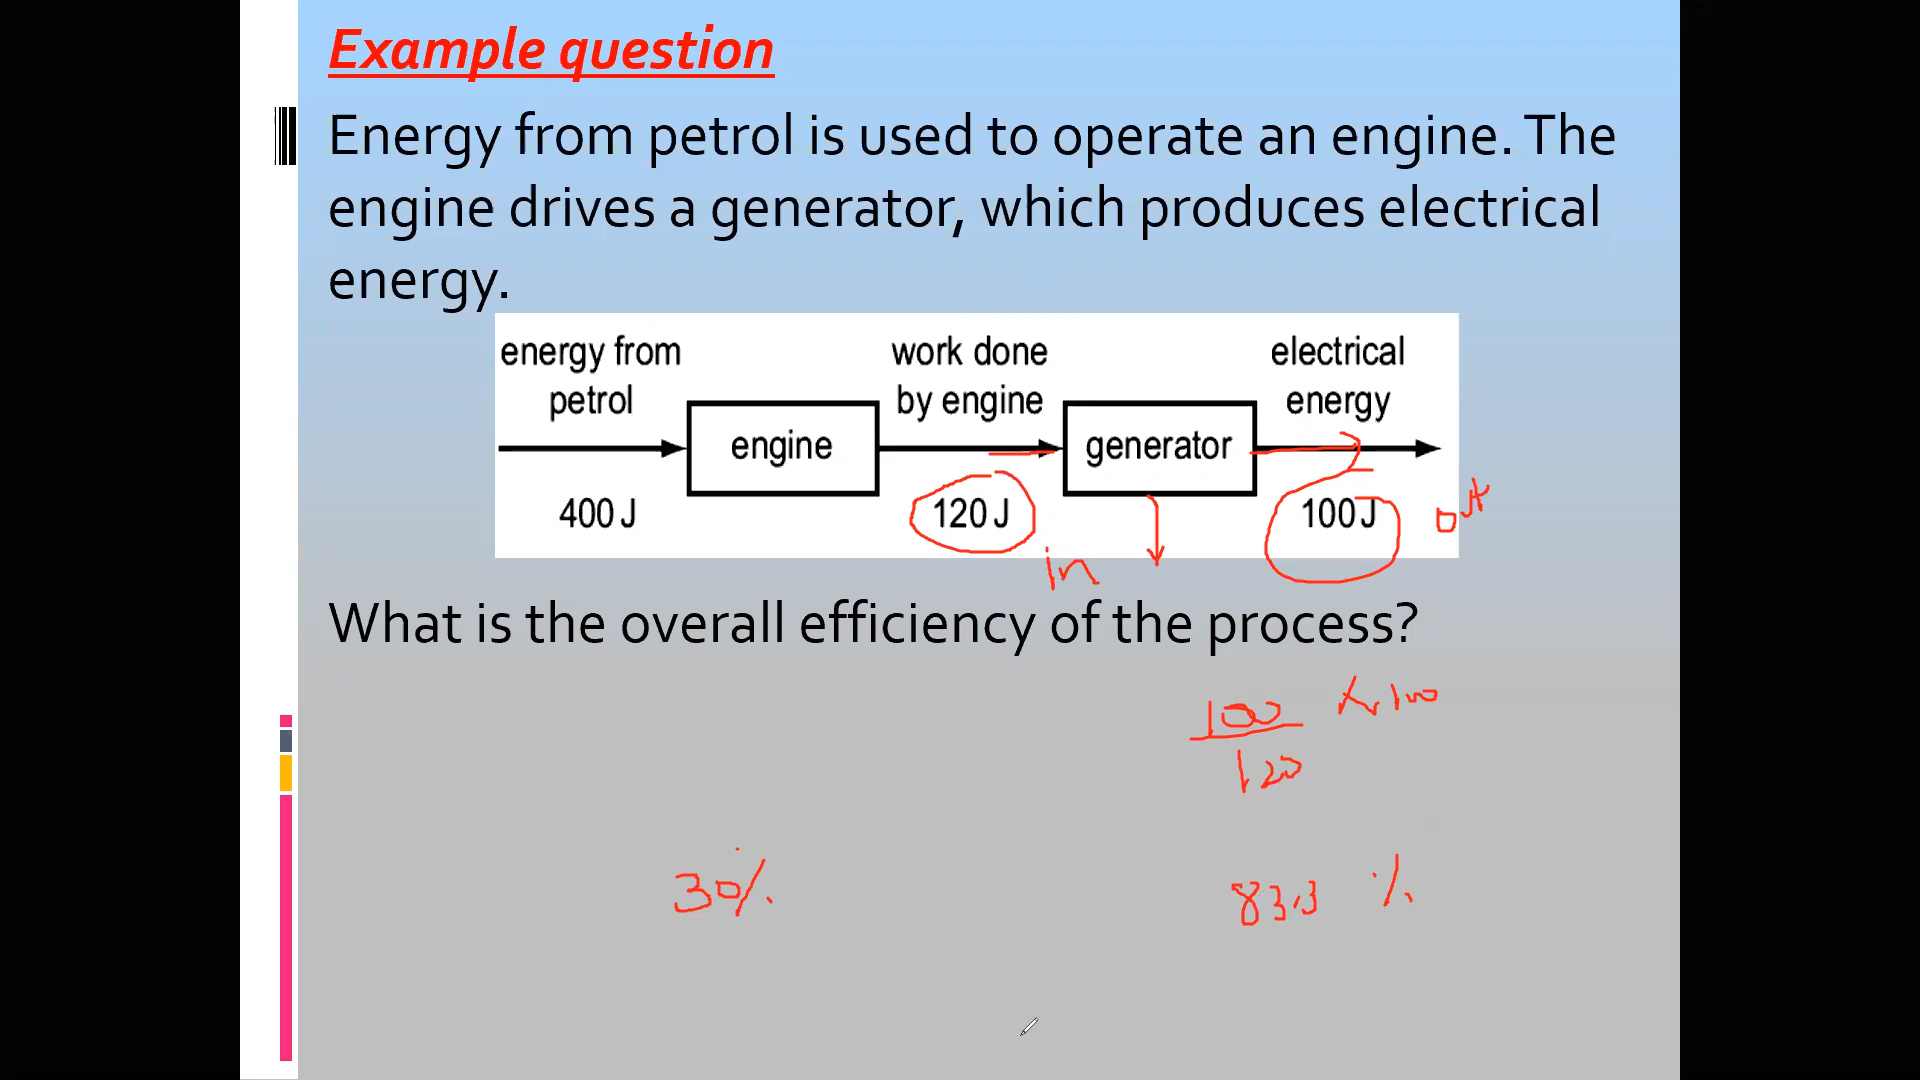 Example question
Energy from petrol is used to operate an engine. The
engine drives a generator, which produces electrical
energy.
energy from
petrol
work done
by engine
electrical
energy
engine
generator
400 J
120 J
100 J
out
in
What is the overall efficiency of the process?
100 × 100
120
30%
83.3 %